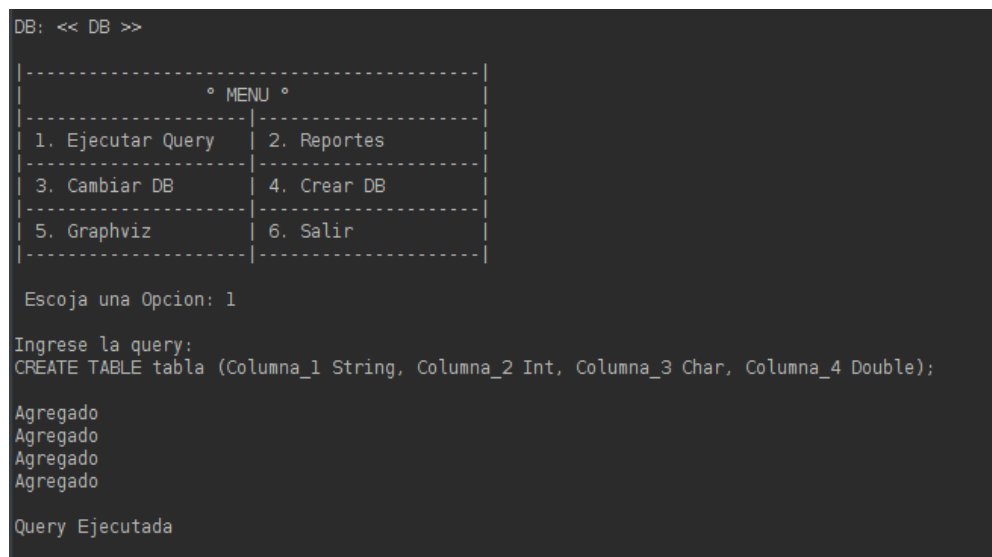 DB: << DB >>
|-------------------------------------------|
| ° MENU ° |
|---------------------|---------------------|
| 1. Ejecutar Query | 2. Reportes |
|---------------------|---------------------|
| 3. Cambiar DB | 4. Crear DB |
|---------------------|---------------------|
| 5. Graphviz | 6. Salir |
|---------------------|---------------------|
Escoja una Opcion: 1
Ingrese la query:
CREATE TABLE tabla (Columna_1 String, Columna_2 Int, Columna_3 Char, Columna_4 Double);
Agregado
Agregado
Agregado
Agregado
Query Ejecutada